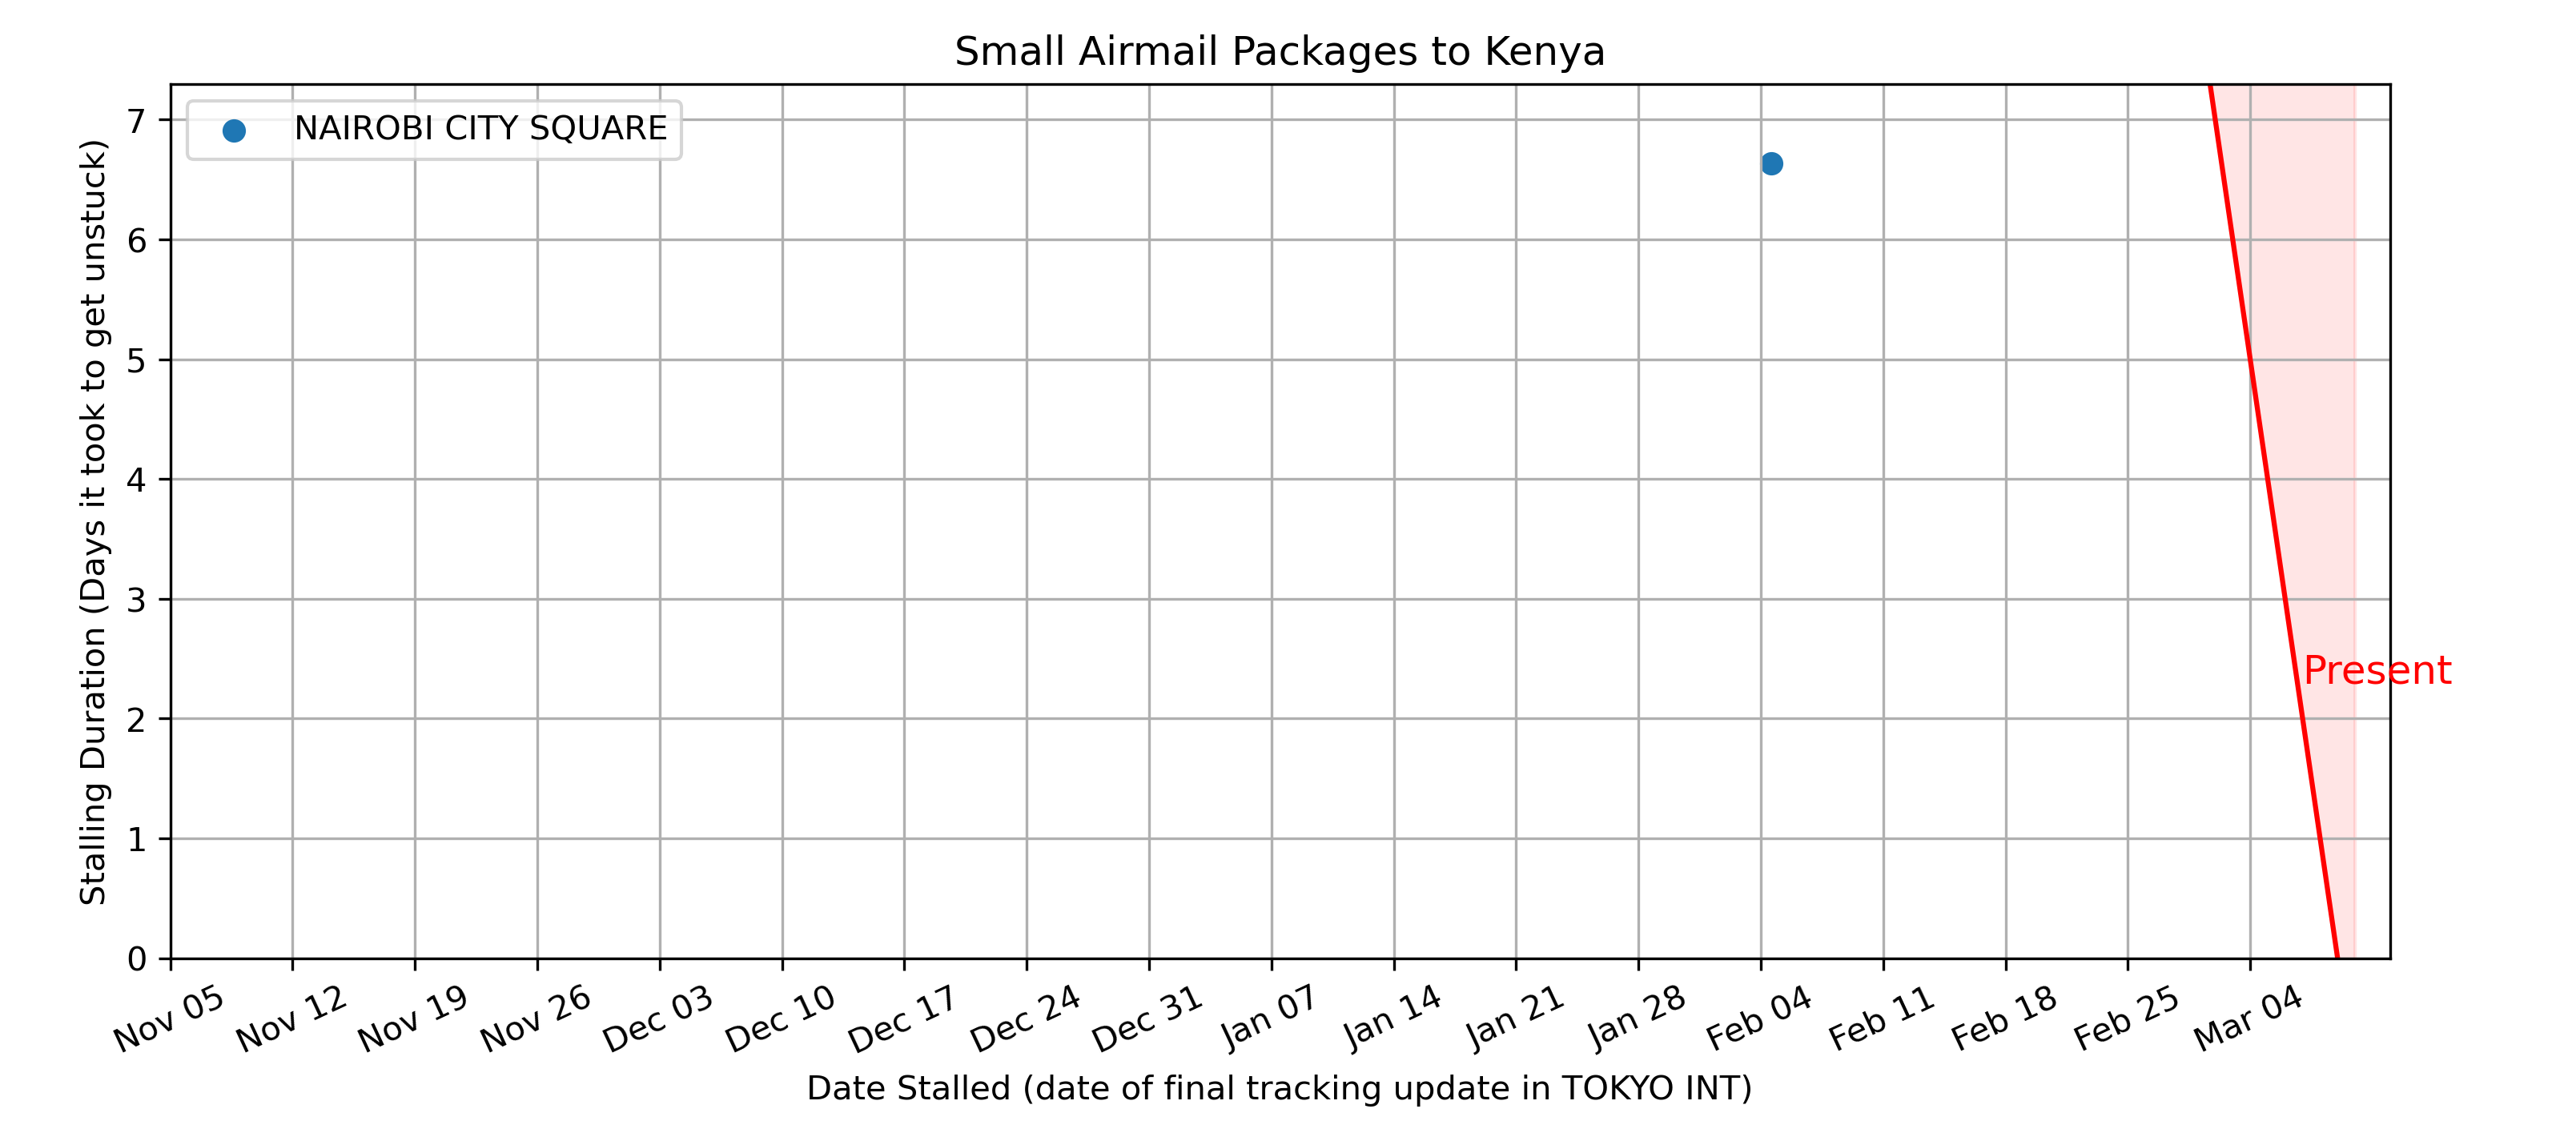 Small Airmail Packages to Kenya
NAIROBI CITY SQUARE
Stalling Duration (Days it took to get unstuck)
7
6
5
4
3
2
1
0
Present
Nov 05
Nov 12
Nov 19
Nov 26
Dec 03
Dec 10
Dec 17
Dec 24
Dec 31
Jan 07
Jan 14
Jan 21
Jan 28
Feb 04
Feb 11
Feb 18
Feb 25
Mar 04
Date Stalled (date of final tracking update in TOKYO INT)